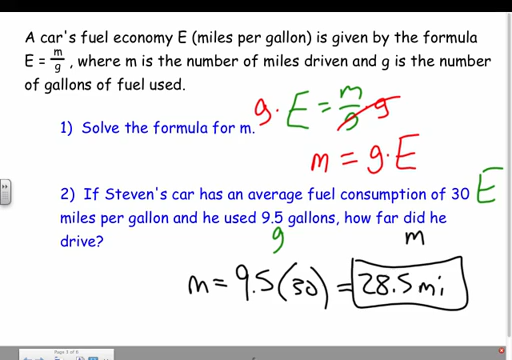 A car's fuel economy E (miles per gallon) is given by the formula
E = m/g, where m is the number of miles driven and g is the number
of gallons of fuel used.
g · E = m/g · g
1) Solve the formula for m.
m = g · E
2) If Steven's car has an average fuel consumption of 30 E
miles per gallon and he used 9.5 gallons, how far did he
drive?
g m
m = 9.5(30) = 28.5 mi